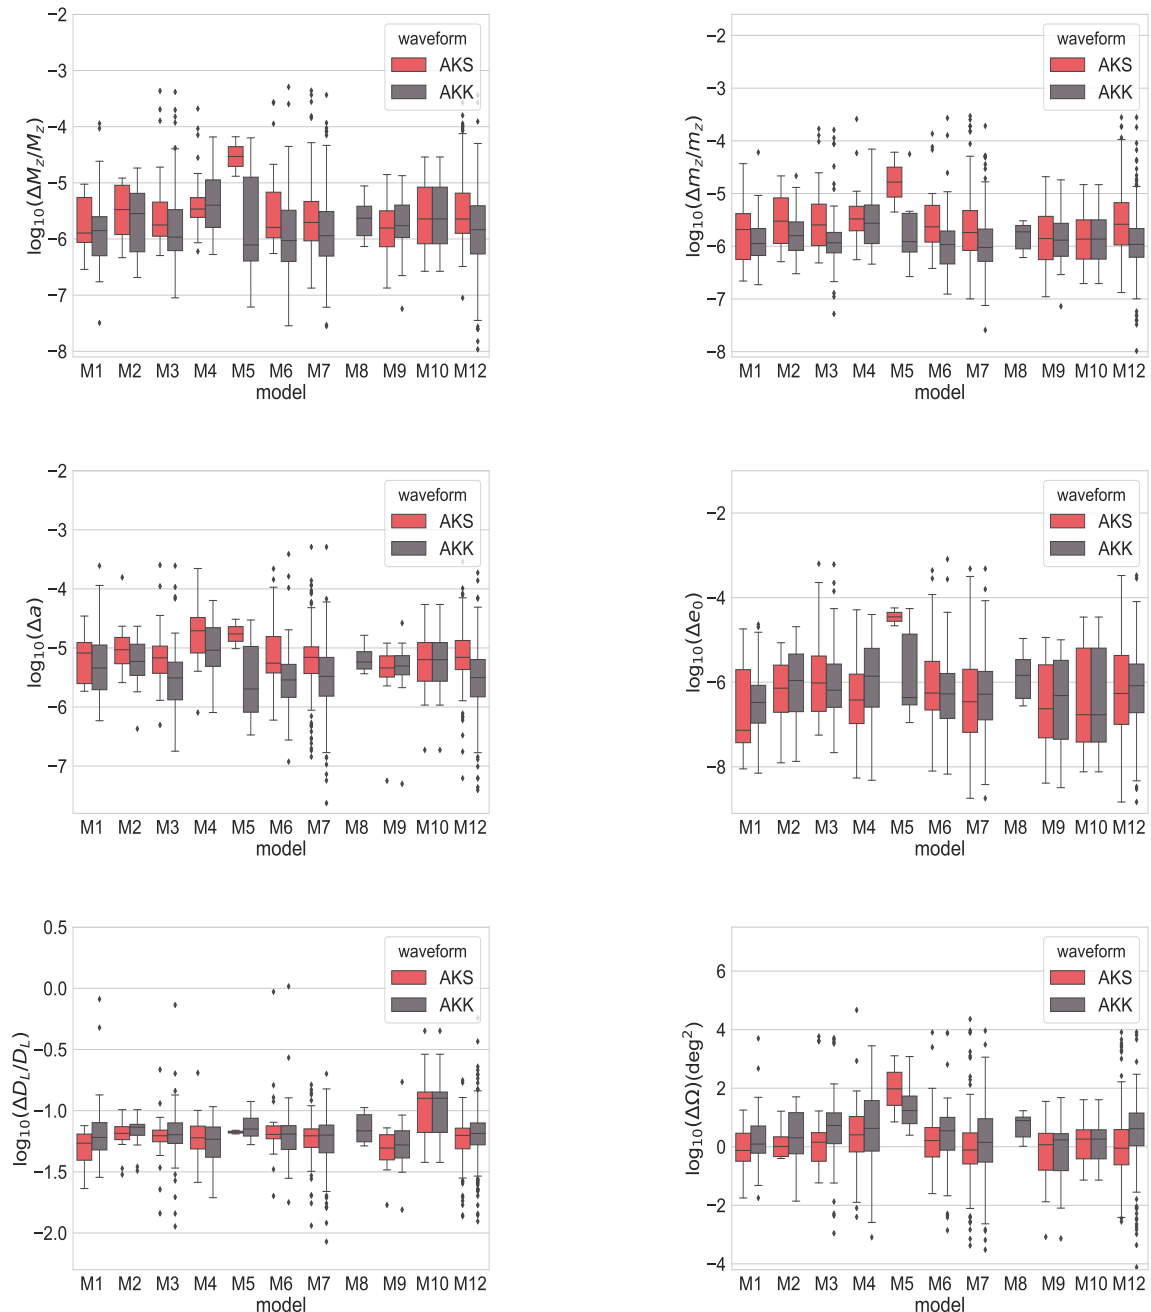 −2
−3
−4
−5
−6
−7
−8
log₁₀(ΔM_z/M_z)
waveform
AKS
AKK
M1 M2 M3 M4 M5 M6 M7 M8 M9 M10 M12
model
−2
−3
−4
−5
−6
−7
−8
log₁₀(Δm_z/m_z)
waveform
AKS
AKK
M1 M2 M3 M4 M5 M6 M7 M8 M9 M10 M12
model
−2
−3
−4
−5
−6
−7
log₁₀(Δa)
waveform
AKS
AKK
M1 M2 M3 M4 M5 M6 M7 M8 M9 M10 M12
model
−2
−4
−6
−8
log₁₀(Δe₀)
waveform
AKS
AKK
M1 M2 M3 M4 M5 M6 M7 M8 M9 M10 M12
model
0.5
0.0
−0.5
−1.0
−1.5
−2.0
log₁₀(ΔD_L/D_L)
waveform
AKS
AKK
M1 M2 M3 M4 M5 M6 M7 M8 M9 M10 M12
model
6
4
2
0
−2
−4
log₁₀(ΔΩ)(deg²)
waveform
AKS
AKK
M1 M2 M3 M4 M5 M6 M7 M8 M9 M10 M12
model